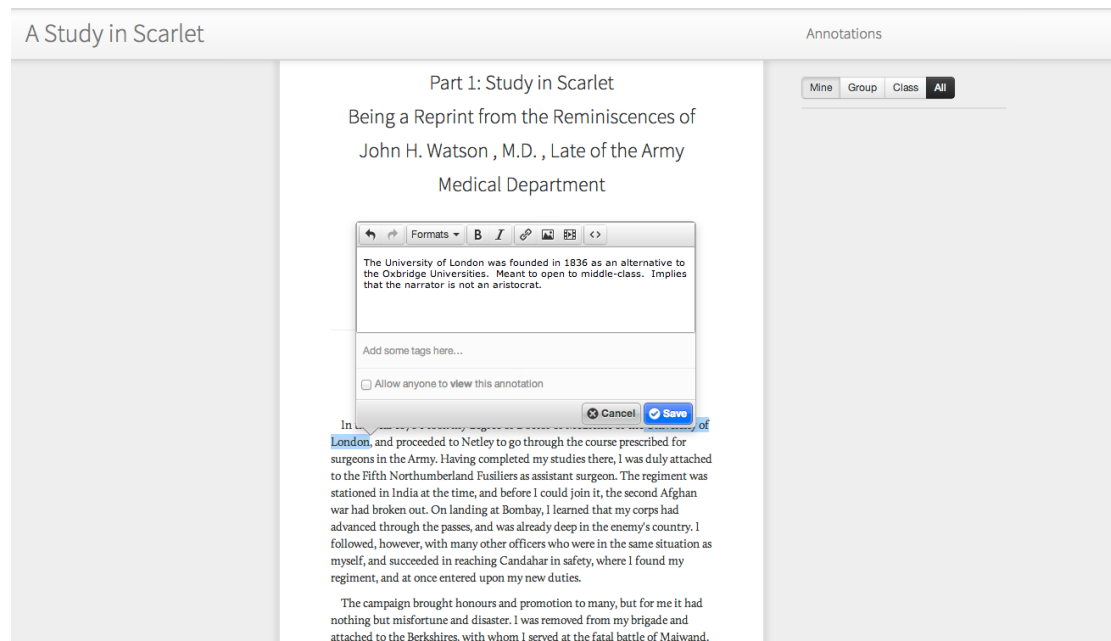 A Study in Scarlet
Annotations
Mine Group Class All
Part 1: Study in Scarlet
Being a Reprint from the Reminiscences of
John H. Watson , M.D. , Late of the Army
Medical Department
Formats B I
The University of London was founded in 1836 as an alternative to
the Oxbridge Universities. Meant to open to middle-class. Implies
that the narrator is not an aristocrat.
Add some tags here...
Allow anyone to view this annotation
Cancel Save
In of
London, and proceeded to Netley to go through the course prescribed for
surgeons in the Army. Having completed my studies there, I was duly attached
to the Fifth Northumberland Fusiliers as assistant surgeon. The regiment was
stationed in India at the time, and before I could join it, the second Afghan
war had broken out. On landing at Bombay, I learned that my corps had
advanced through the passes, and was already deep in the enemy's country. I
followed, however, with many other officers who were in the same situation as
myself, and succeeded in reaching Candahar in safety, where I found my
regiment, and at once entered upon my new duties.
The campaign brought honours and promotion to many, but for me it had
nothing but misfortune and disaster. I was removed from my brigade and
attached to the Berkshires, with whom I served at the fatal battle of Maiwand.